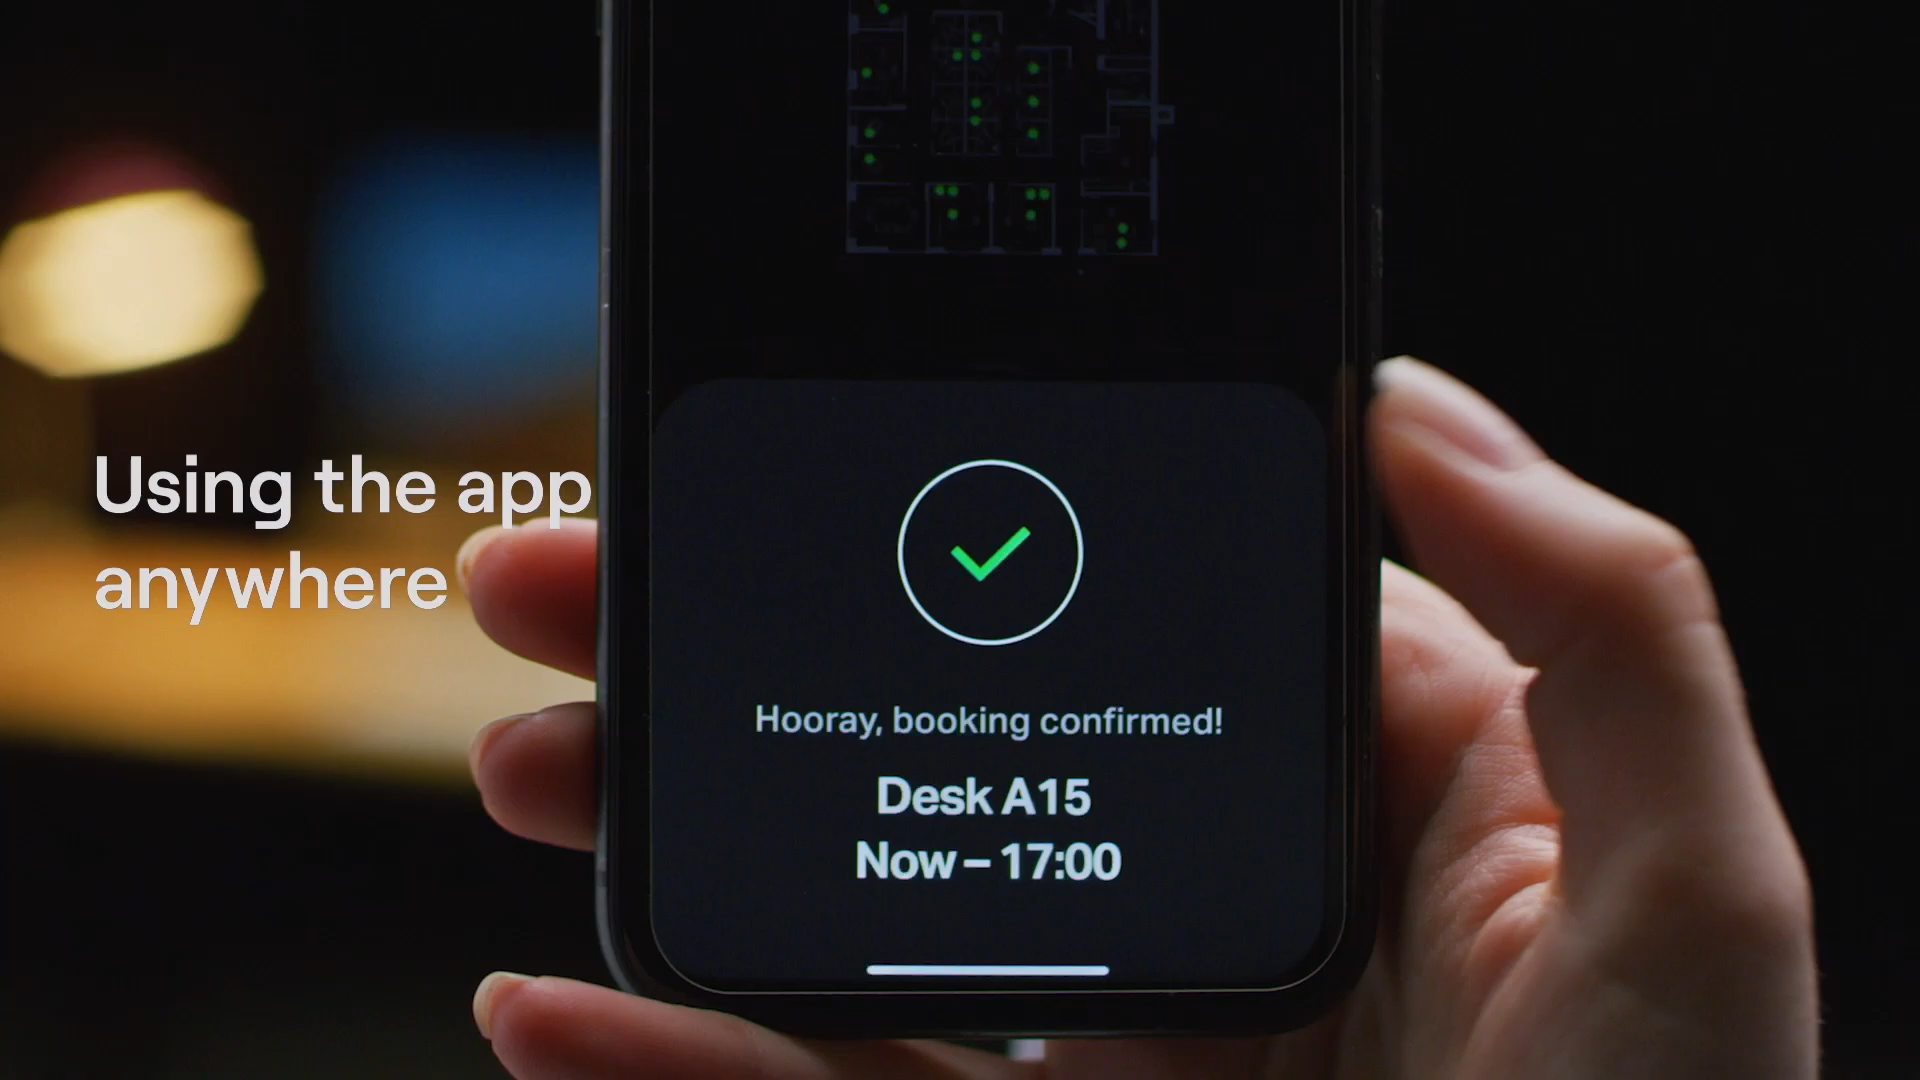 Using the app
anywhere
Hooray, booking confirmed!
Desk A15
Now – 17:00